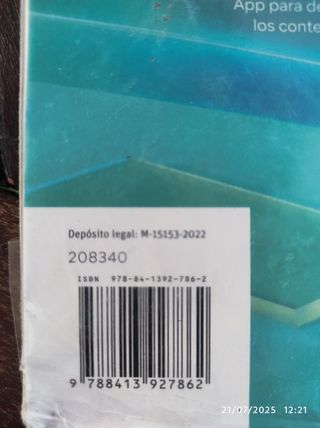 App para de
los conte
Depósito legal: M-15153-2022
208340
ISBN 978-84-1392-786-2
9 788413 927862
21/07/2025 12:21